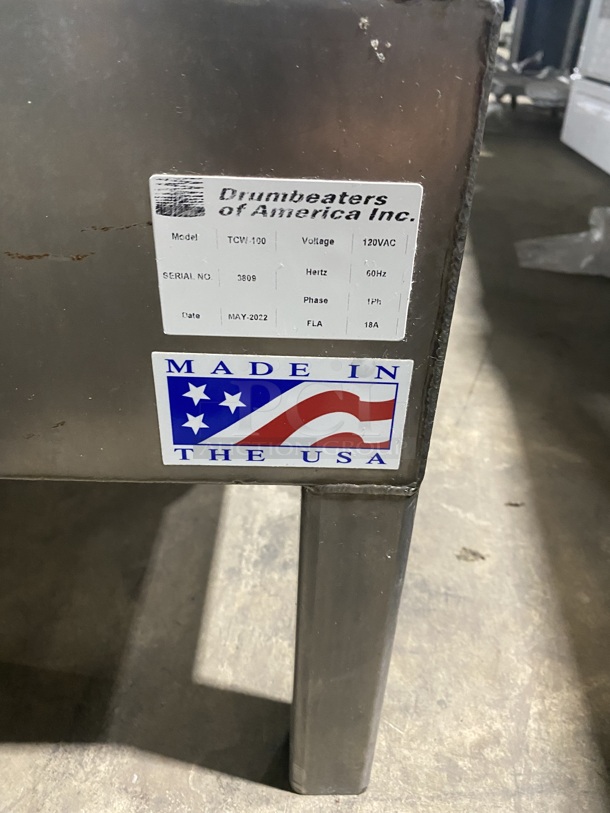 Drumbeaters
of America Inc.
Model TCW-100 Voltage 120VAC
SERIAL NO. 3809 Hertz 60Hz
Phase 1Ph
Date MAY-2022 FLA 18A
MADE IN
THE USA